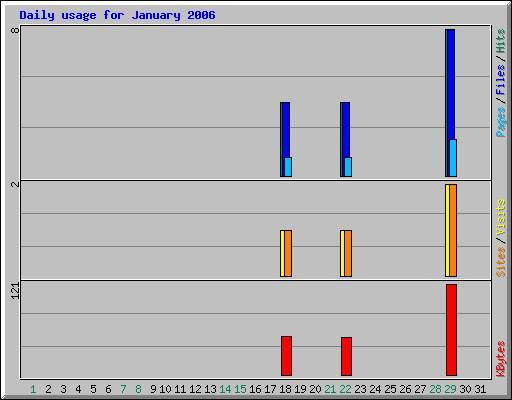 Daily usage for January 2006
8
Pages / Files / Hits
2
Sites / Visits
121
KBytes
1 2 3 4 5 6 7 8 9 10 11 12 13 14 15 16 17 18 19 20 21 22 23 24 25 26 27 28 29 30 31